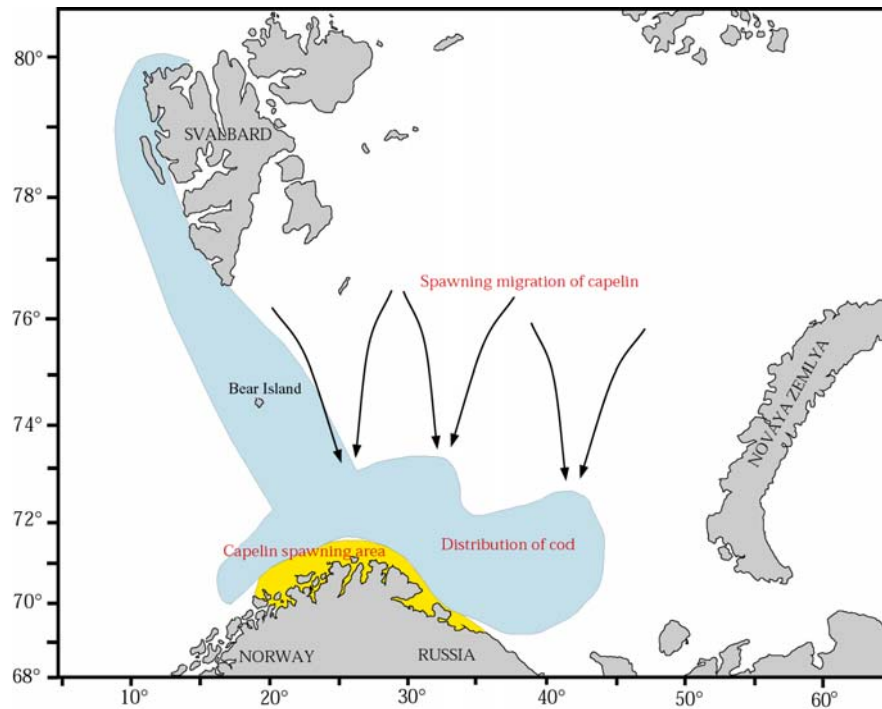 80°
SVALBARD
78°
Spawning migration of capelin
76°
NOVAYA ZEMLYA
Bear Island
74°
72°
Capelin spawning area
Distribution of cod
70°
NORWAY
RUSSIA
68°
10°
20°
30°
40°
50°
60°